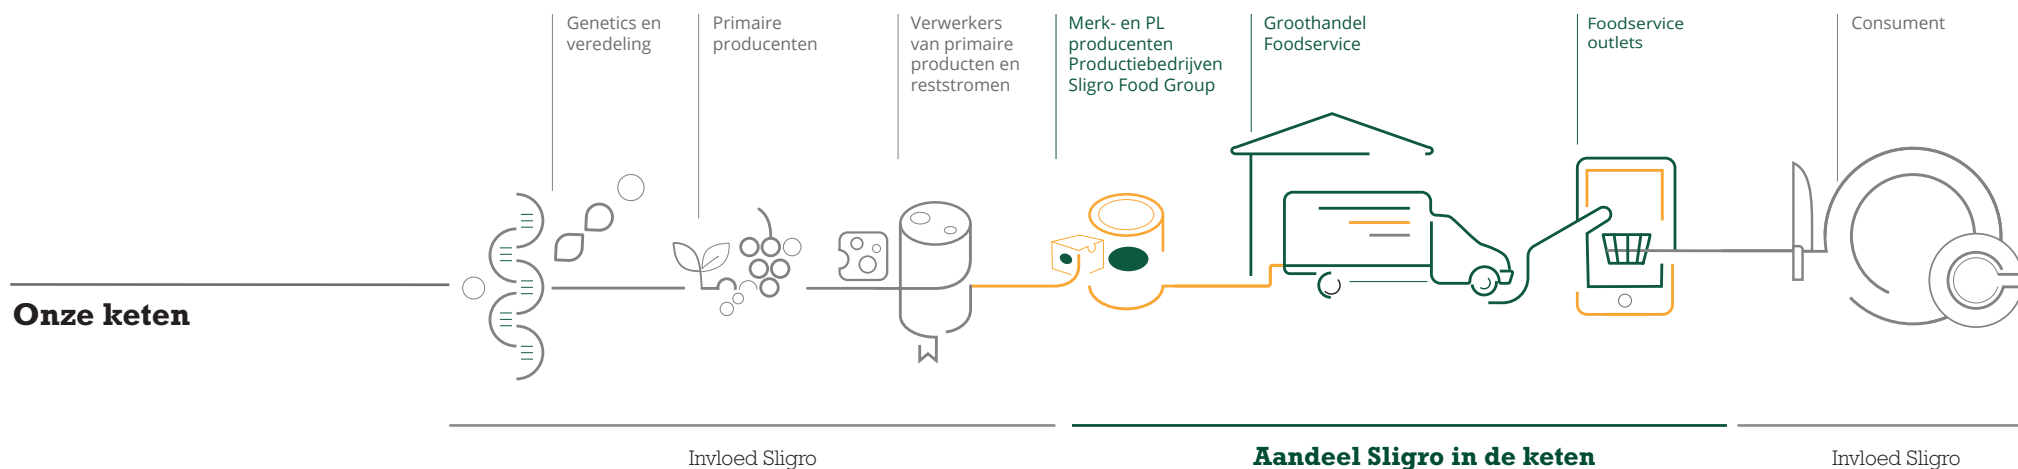 Genetics en
veredeling
Primaire
producenten
Verwerkers
van primaire
producten en
reststromen
Merk- en PL
producenten
Productiebedrijven
Sligro Food Group
Groothandel
Foodservice
Foodservice
outlets
Consument
Onze keten
Invloed Sligro
Aandeel Sligro in de keten
Invloed Sligro